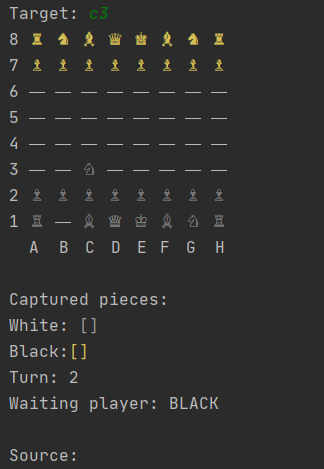 Target: c3
8 ♜ ♞ ♝ ♛ ♚ ♝ ♞ ♜
7 ♝ ♝ ♝ ♝ ♝ ♝ ♝ ♝
6 — — — — — — — —
5 — — — — — — — —
4 — — — — — — — —
3 — — ♘ — — — — —
2 ♗ ♗ ♗ ♗ ♗ ♗ ♗ ♗
1 ♖ — ♗ ♕ ♔ ♗ ♘ ♖
A B C D E F G H
Captured pieces:
White: []
Black:[]
Turn: 2
Waiting player: BLACK
Source: